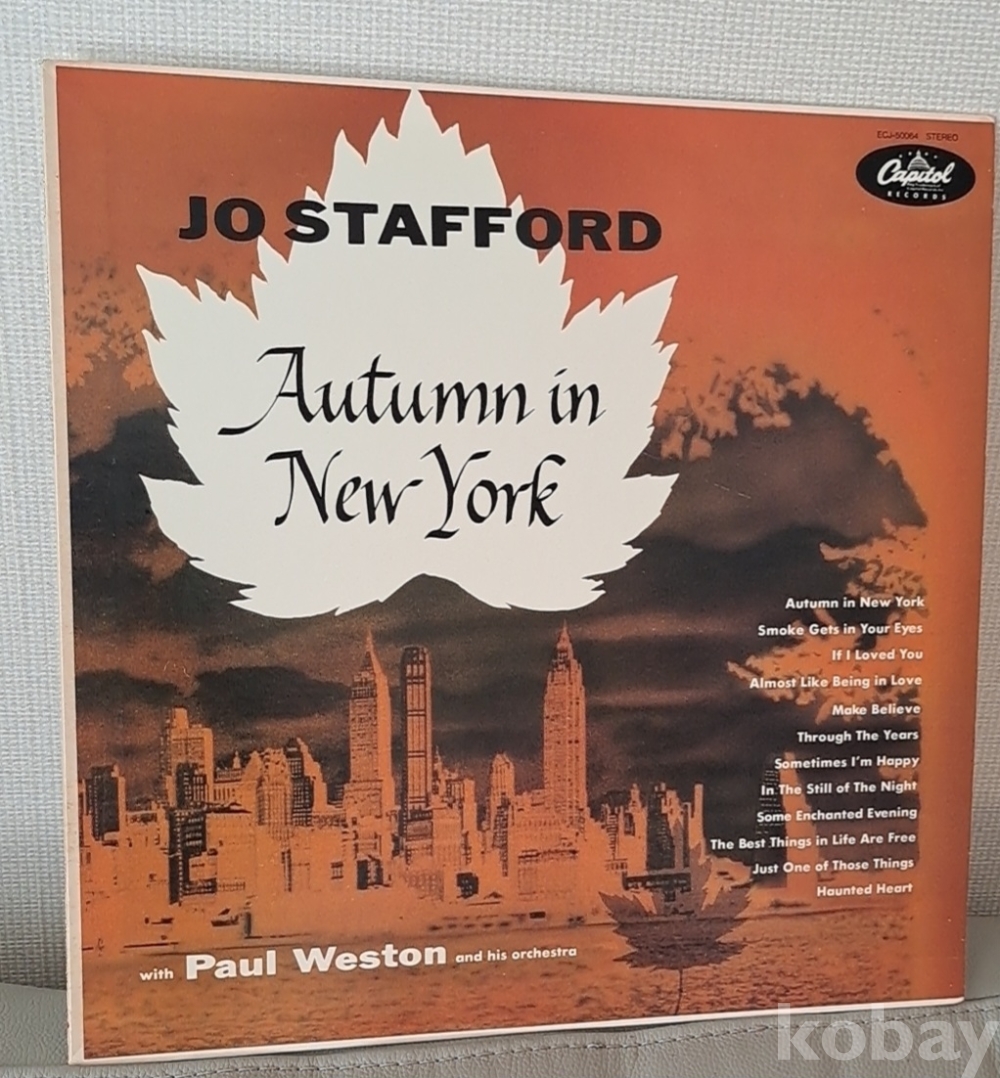 ECJ-50064 STEREO
Capitol
RECORDS
JO STAFFORD
Autumn in
New York
Autumn in New York
Smoke Gets in Your Eyes
If I Loved You
Almost Like Being in Love
Make Believe
Through The Years
Sometimes I'm Happy
In The Still of The Night
Some Enchanted Evening
The Best Things in Life Are Free
Just One of Those Things
Haunted Heart
with Paul Weston and his orchestra
kobay